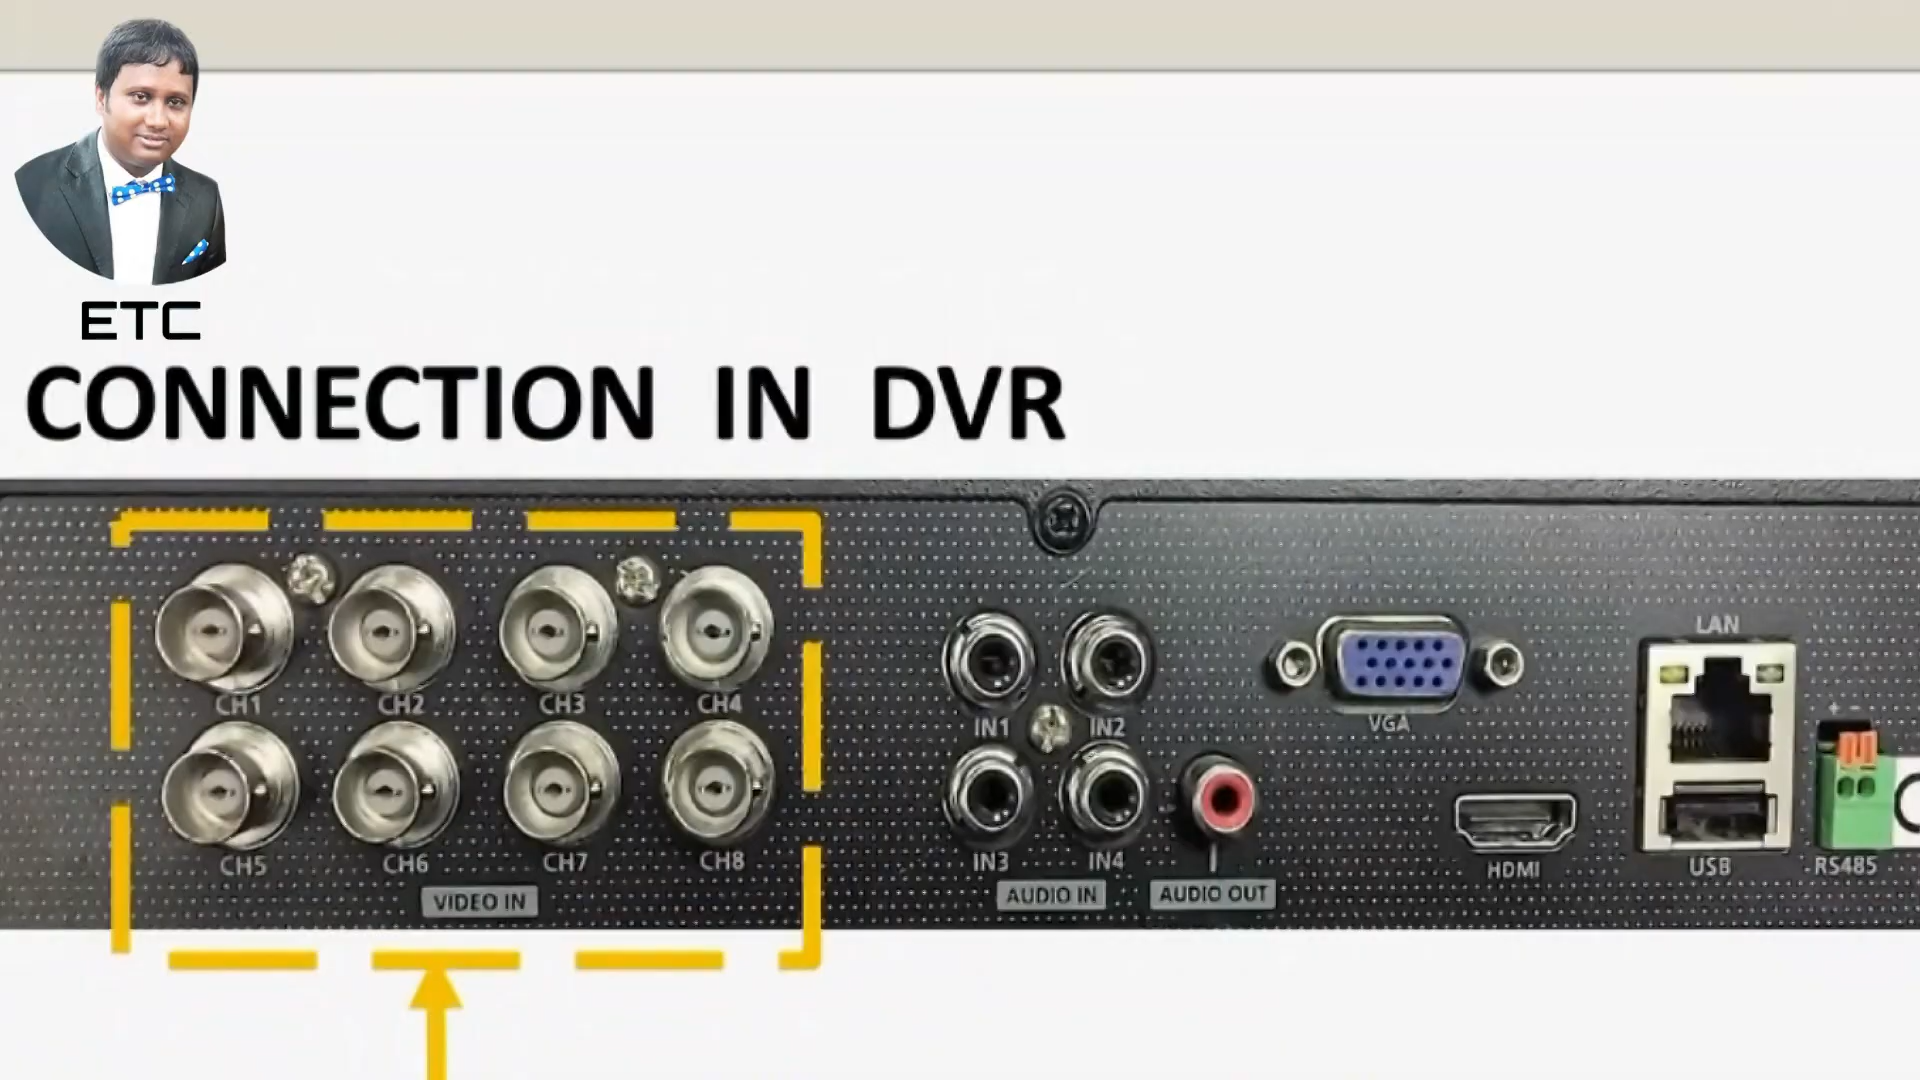 ETC
CONNECTION IN DVR
LAN
CH1 CH2 CH3 CH4
IN1 IN2
VGA
+ -
CH5 CH6 CH7 CH8
IN3 IN4
HDMI
USB
RS485
VIDEO IN
AUDIO IN
AUDIO OUT